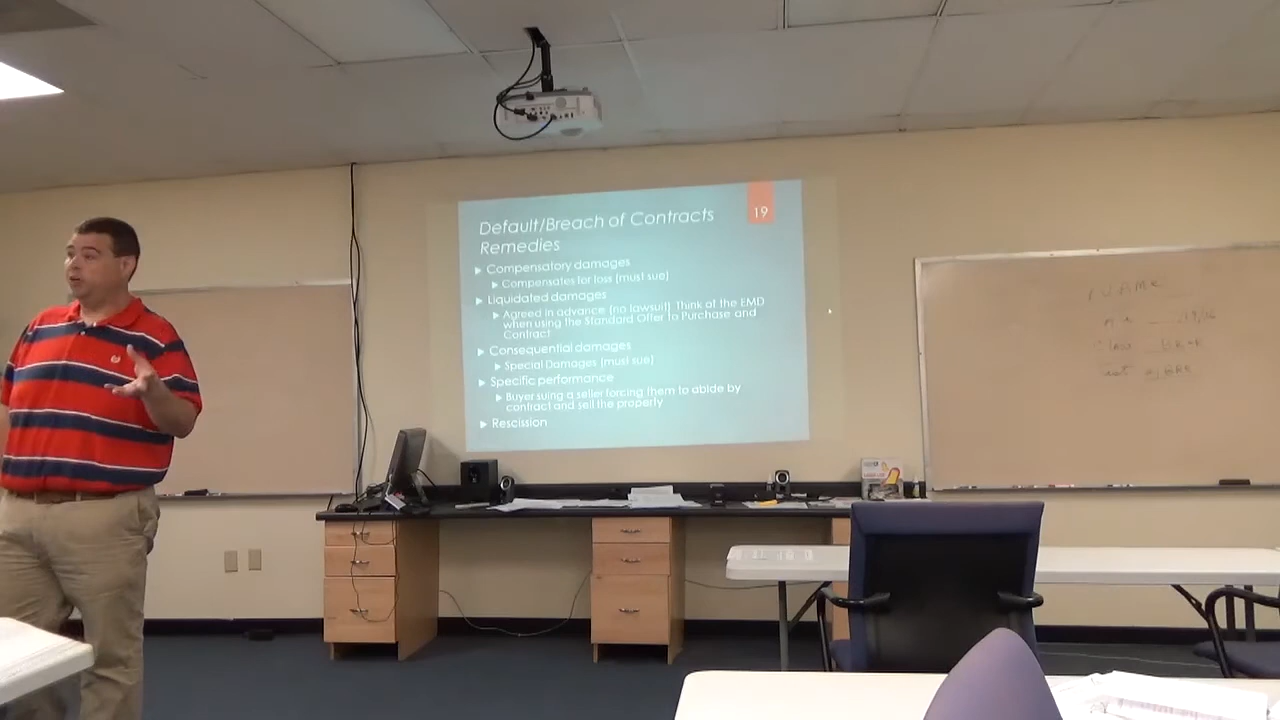 Default/Breach of Contracts
Remedies
19
Compensatory damages
Compensates for loss (must sue)
Liquidated damages
Agreed in advance (no lawsuit) Think of the EMD
when using the Standard Offer to Purchase and
Contract
Consequential damages
Special Damages (must sue)
Specific performance
Buyer suing a seller forcing them to abide by
contract and sell the property
Rescission